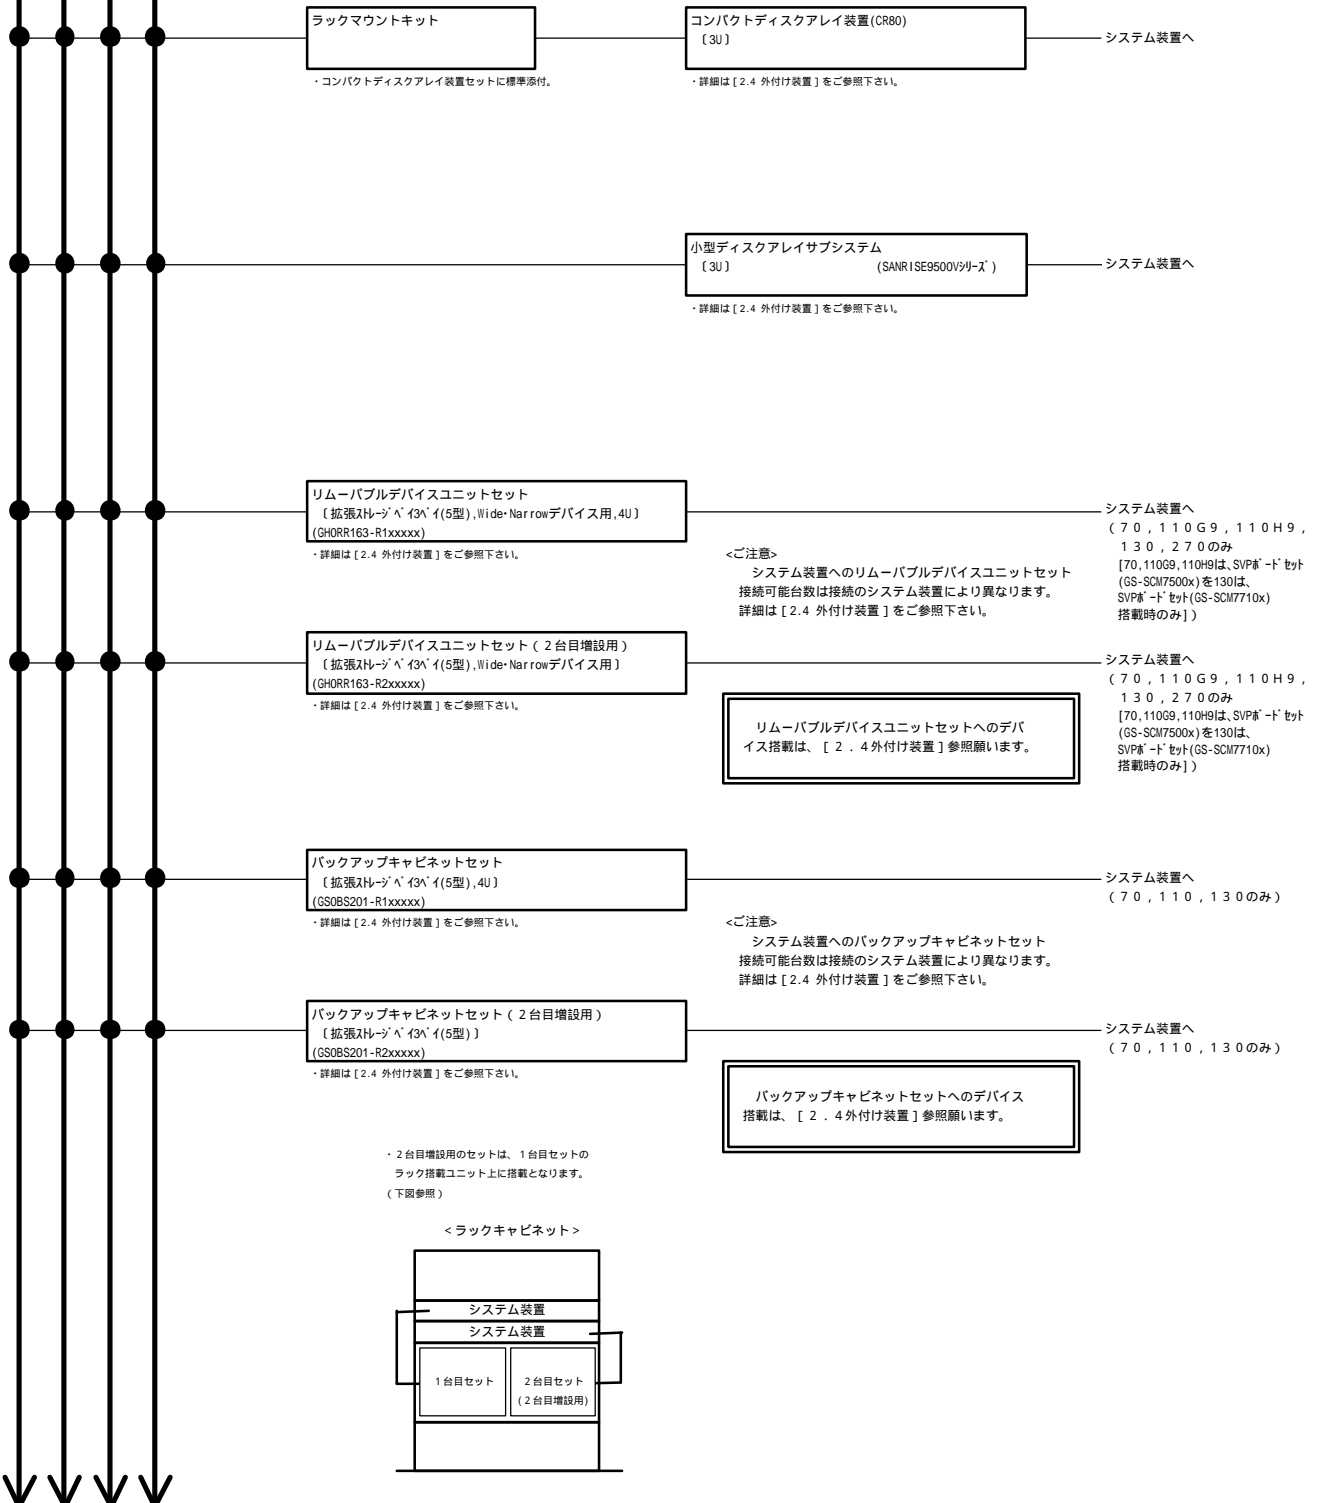 ラックマウントキット
コンパクトディスクアレイ装置(CR80)
〔3U〕
システム装置へ
・コンパクトディスクアレイ装置セットに標準添付。
・詳細は[2.4 外付け装置]をご参照下さい。
小型ディスクアレイサブシステム
〔3U〕 (SANRISE9500Vｼﾘｰｽﾞ)
システム装置へ
・詳細は[2.4 外付け装置]をご参照下さい。
リムーバブルデバイスユニットセット
〔拡張ｽﾄﾚｰｼﾞﾍﾞｲ3ﾍﾞｲ(5型),Wide･Narrowデバイス用,4U〕
(GH0RR163-R1xxxxx)
・詳細は[2.4 外付け装置]をご参照下さい。
<ご注意>
システム装置へのリムーバブルデバイスユニットセット
接続可能台数は接続のシステム装置により異なります。
詳細は[2.4 外付け装置]をご参照下さい。
システム装置へ
(７０,１１０Ｇ９,１１０Ｈ９,
１３０,２７０のみ
[70,110G9,110H9は、SVPﾎﾞｰﾄﾞｾｯﾄ
(GS-SCM7500x)を130は、
SVPﾎﾞｰﾄﾞｾｯﾄ(GS-SCM7710x)
搭載時のみ])
リムーバブルデバイスユニットセット(２台目増設用)
〔拡張ｽﾄﾚｰｼﾞﾍﾞｲ3ﾍﾞｲ(5型),Wide･Narrowデバイス用〕
(GH0RR163-R2xxxxx)
・詳細は[2.4 外付け装置]をご参照下さい。
リムーバブルデバイスユニットセットへのデバ
イス搭載は、[２.４外付け装置]参照願います。
システム装置へ
(７０,１１０Ｇ９,１１０Ｈ９,
１３０,２７０のみ
[70,110G9,110H9は、SVPﾎﾞｰﾄﾞｾｯﾄ
(GS-SCM7500x)を130は、
SVPﾎﾞｰﾄﾞｾｯﾄ(GS-SCM7710x)
搭載時のみ])
バックアップキャビネットセット
〔拡張ｽﾄﾚｰｼﾞﾍﾞｲ3ﾍﾞｲ(5型),4U〕
(GS0BS201-R1xxxxx)
・詳細は[2.4 外付け装置]をご参照下さい。
<ご注意>
システム装置へのバックアップキャビネットセット
接続可能台数は接続のシステム装置により異なります。
詳細は[2.4 外付け装置]をご参照下さい。
システム装置へ
(７０,１１０,１３０のみ)
バックアップキャビネットセット(２台目増設用)
〔拡張ｽﾄﾚｰｼﾞﾍﾞｲ3ﾍﾞｲ(5型)〕
(GS0BS201-R2xxxxx)
・詳細は[2.4 外付け装置]をご参照下さい。
バックアップキャビネットセットへのデバイス
搭載は、[２.４外付け装置]参照願います。
システム装置へ
(７０,１１０,１３０のみ)
・２台目増設用のセットは、１台目セットの
ラック搭載ユニット上に搭載となります。
(下図参照)
<ラックキャビネット>
システム装置
システム装置
１台目セット
２台目セット
(２台目増設用)